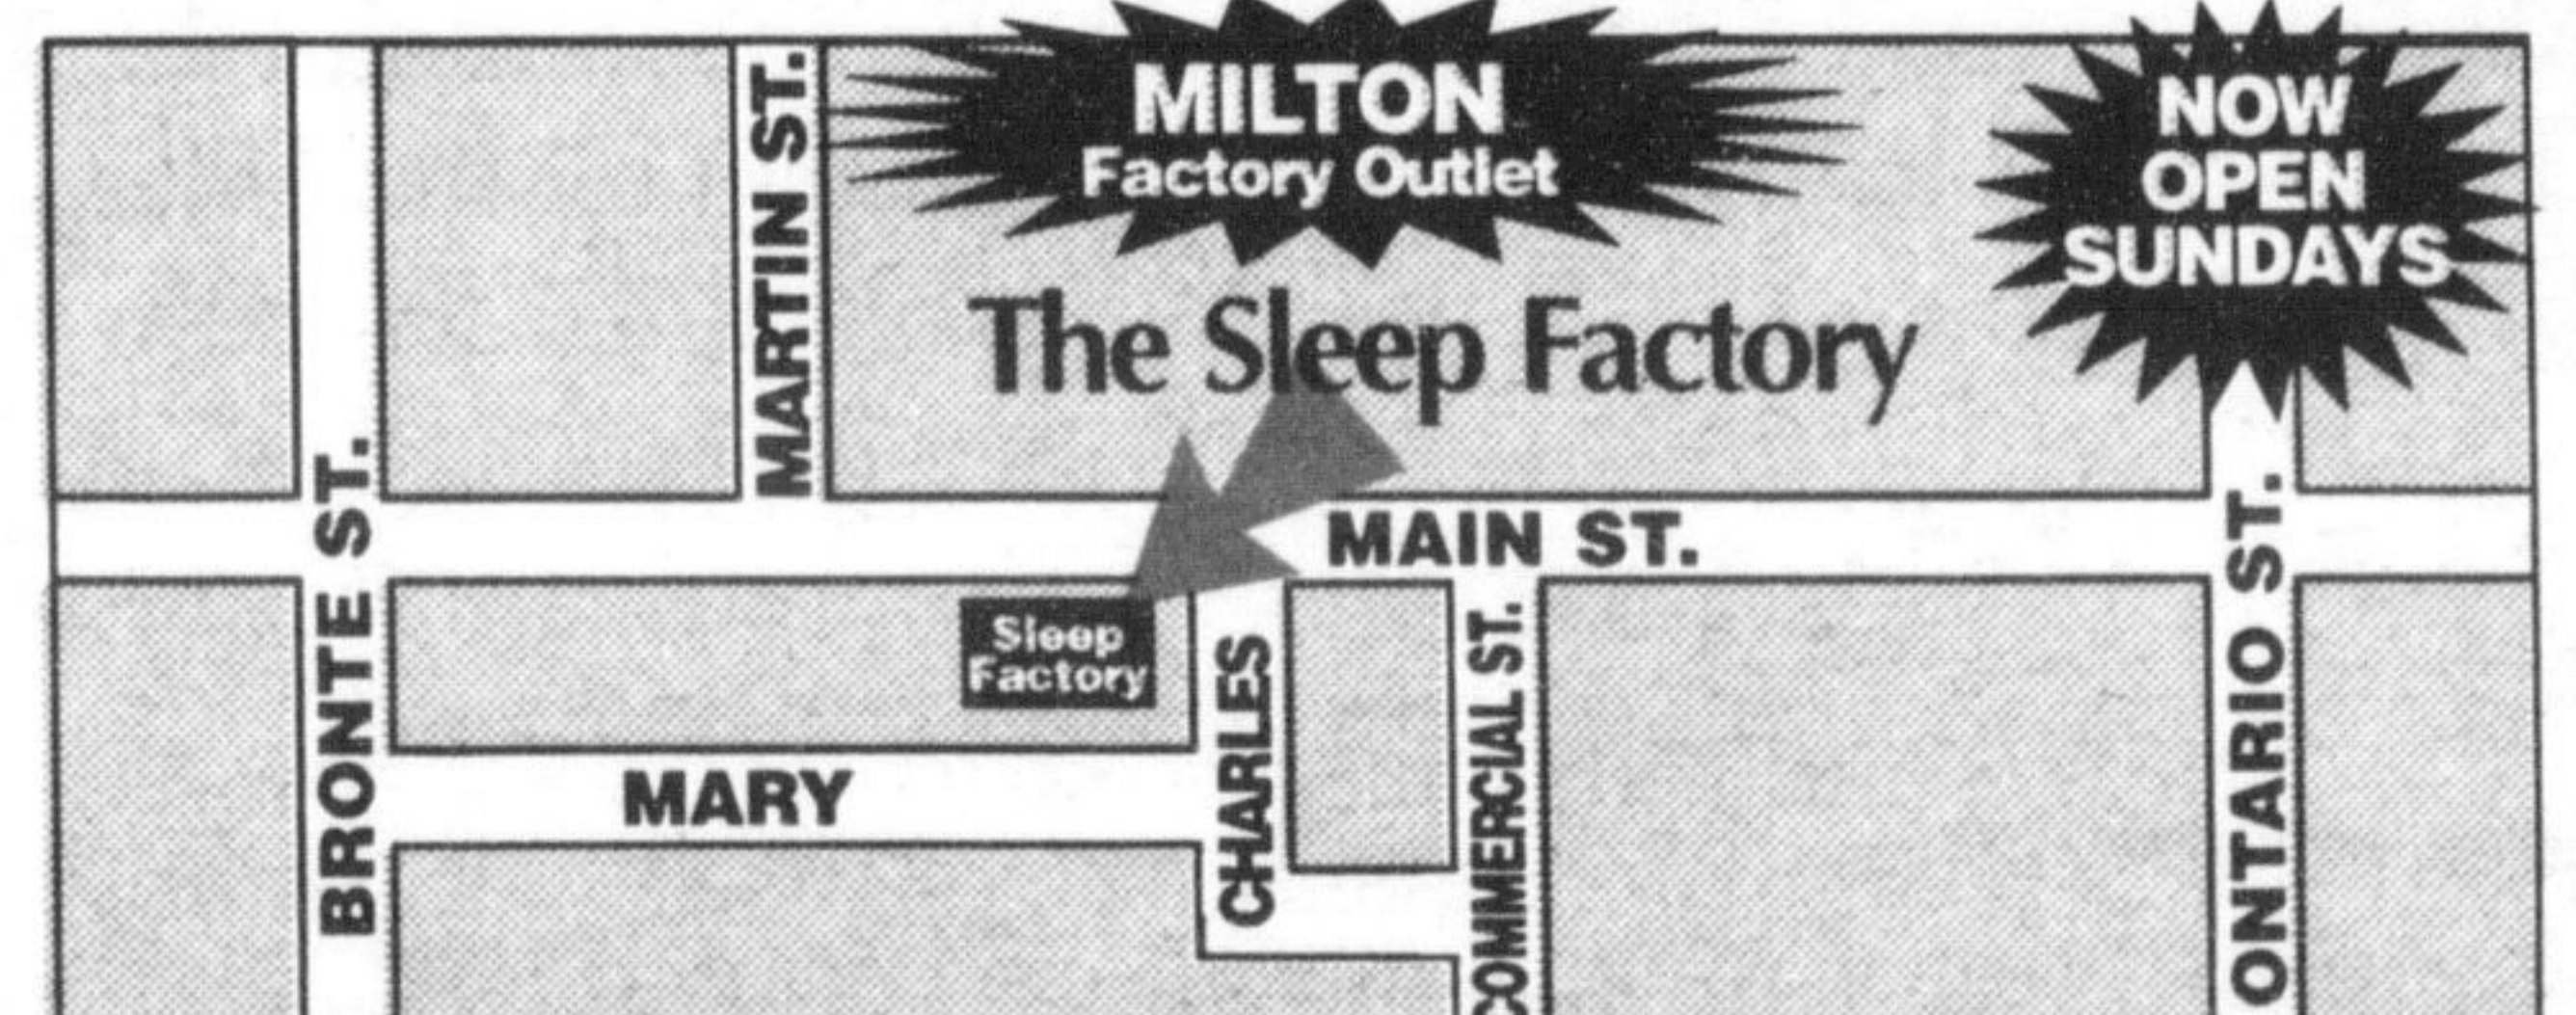 MILTON
Factory Outlet
NOW
OPEN
SUNDAYS
MARTIN ST.
The Sleep Factory
BRONTE ST.
MAIN ST.
ONTARIO ST.
Sleep
Factory
CHARLES
COMMERCIAL ST.
MARY